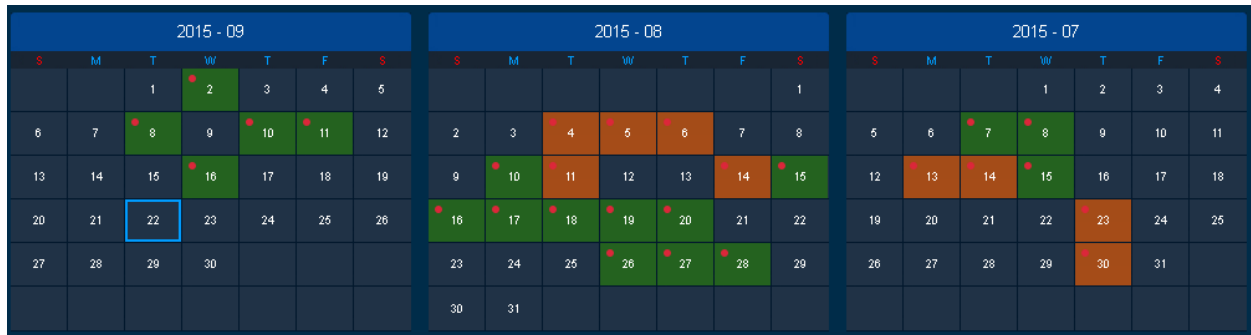 2015 - 09
S M T W T F S
1 2 3 4 5
6 7 8 9 10 11 12
13 14 15 16 17 18 19
20 21 22 23 24 25 26
27 28 29 30
2015 - 08
S M T W T F S
1
2 3 4 5 6 7 8
9 10 11 12 13 14 15
16 17 18 19 20 21 22
23 24 25 26 27 28 29
30 31
2015 - 07
S M T W T F S
1 2 3 4
5 6 7 8 9 10 11
12 13 14 15 16 17 18
19 20 21 22 23 24 25
26 27 28 29 30 31